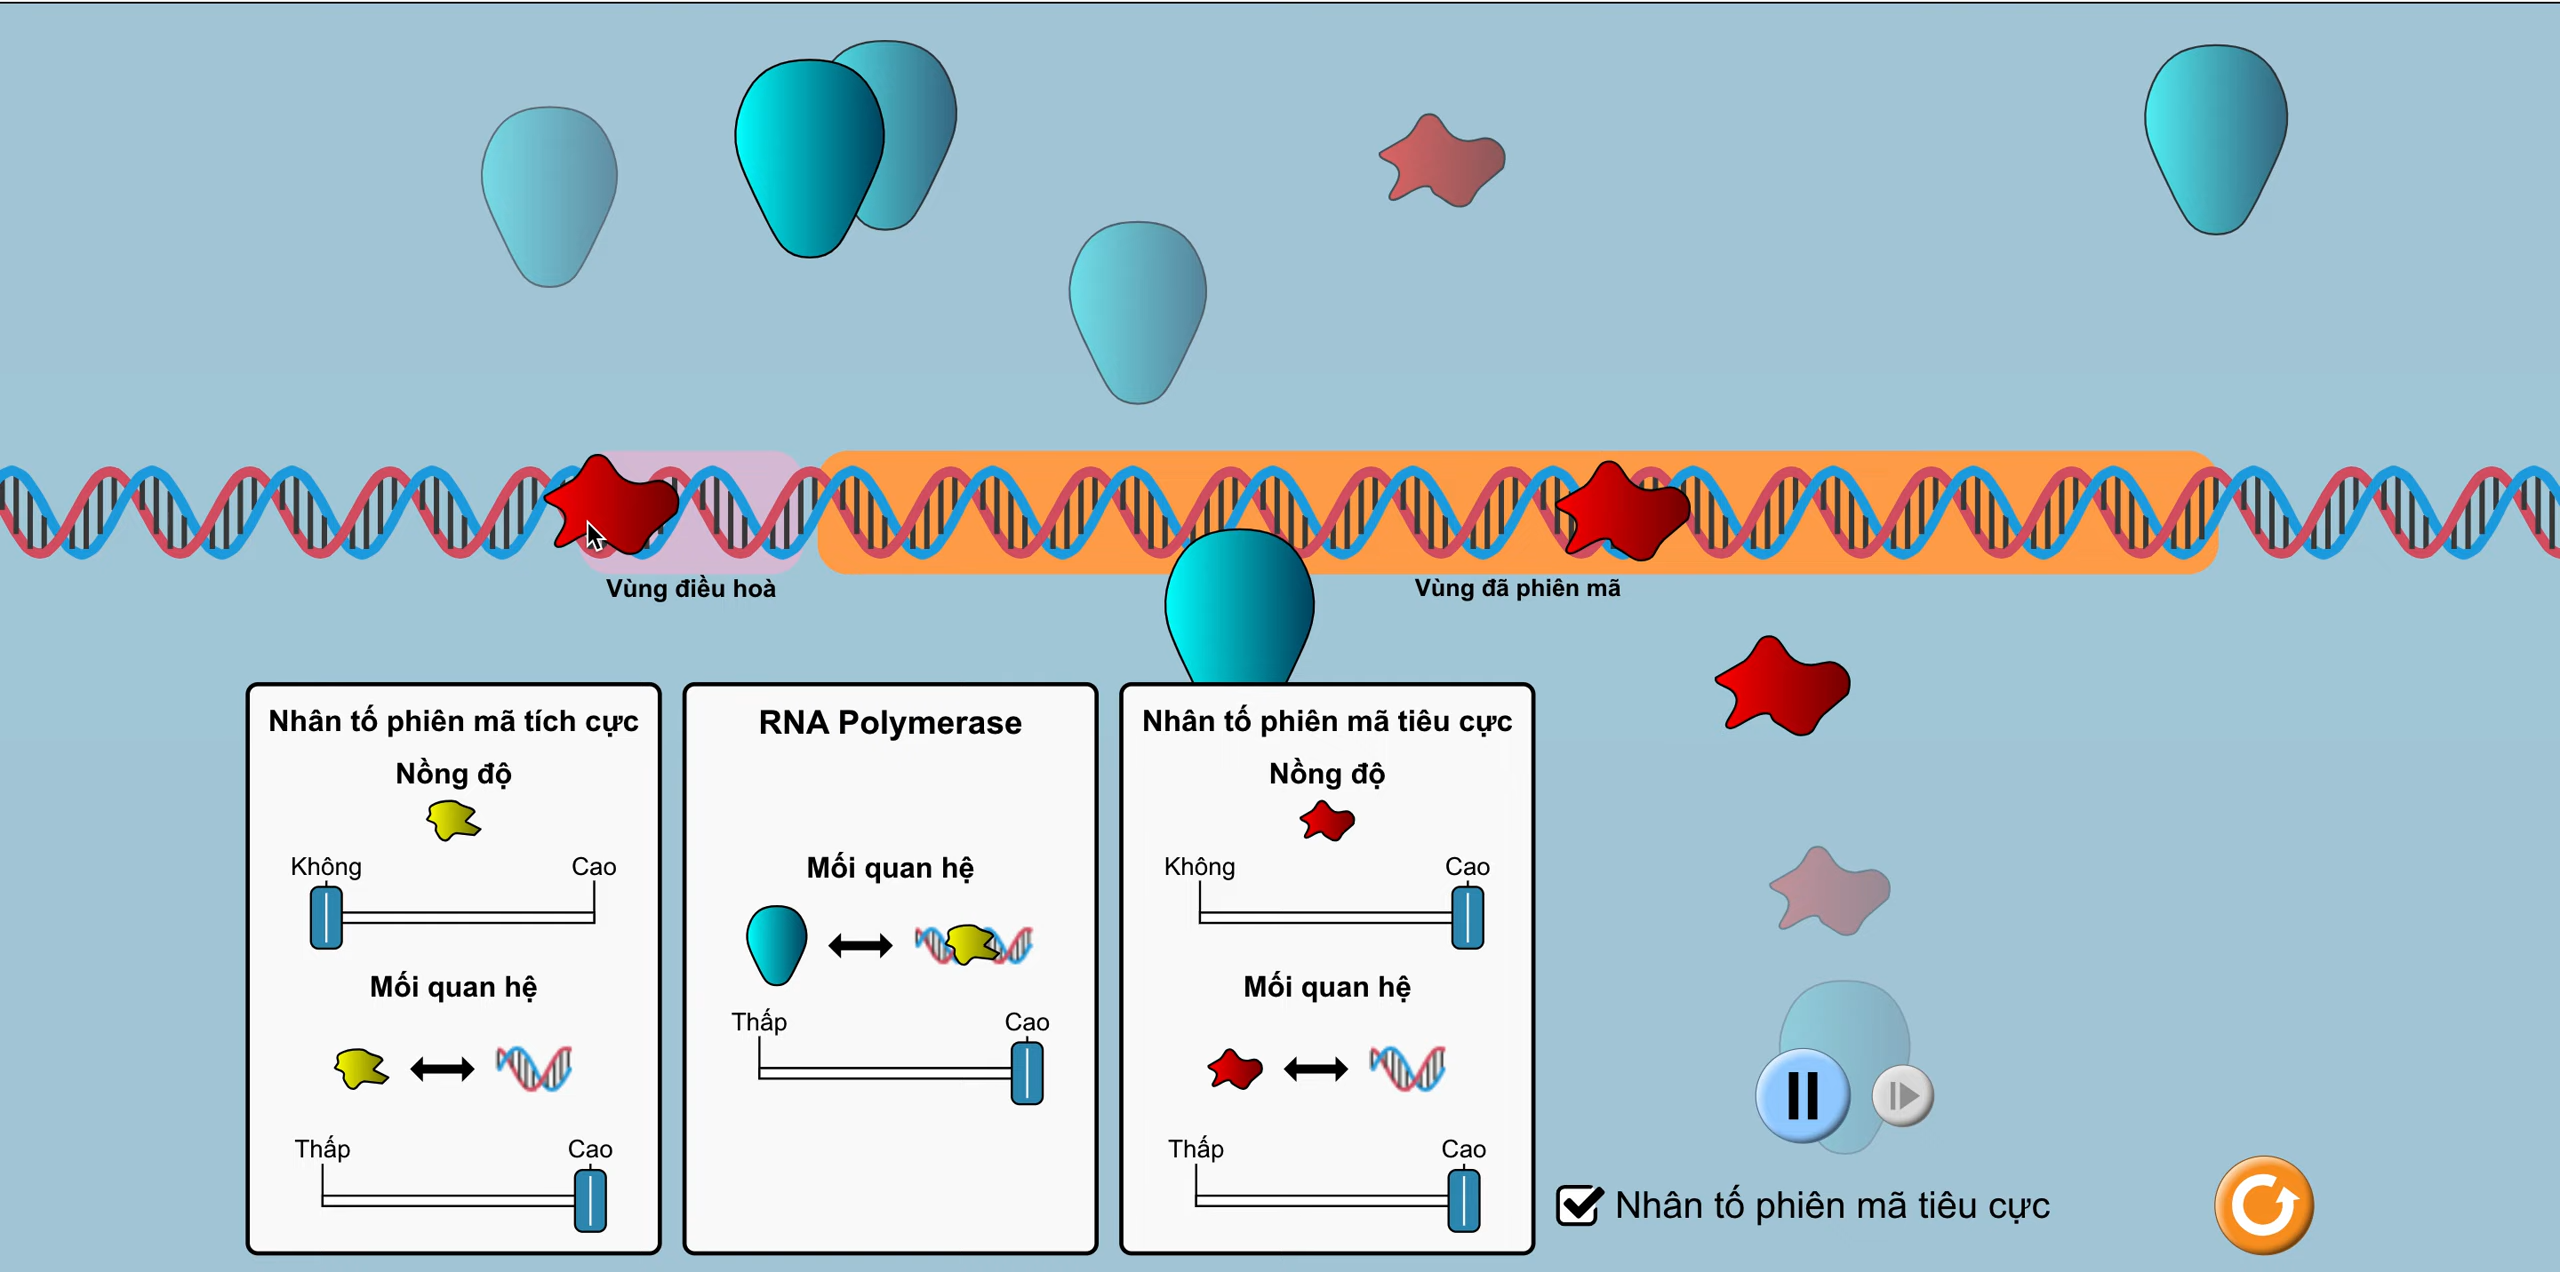 Vùng điều hoà
Vùng đã phiên mã
Nhân tố phiên mã tích cực
Nồng độ
Không
Cao
Mối quan hệ
Thấp
Cao
RNA Polymerase
Mối quan hệ
Thấp
Cao
Nhân tố phiên mã tiêu cực
Nồng độ
Không
Cao
Mối quan hệ
Thấp
Cao
Nhân tố phiên mã tiêu cực